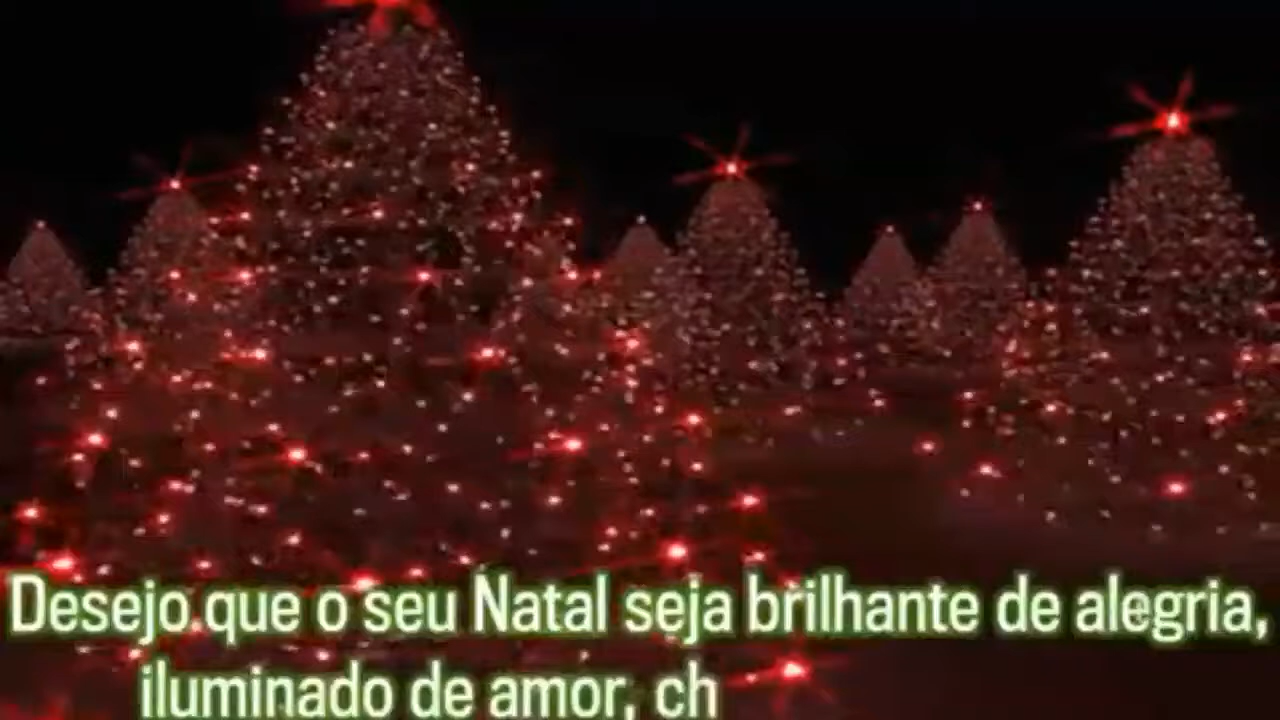 Desejo que o seu Natal seja brilhante de alegria,
iluminado de amor, ch